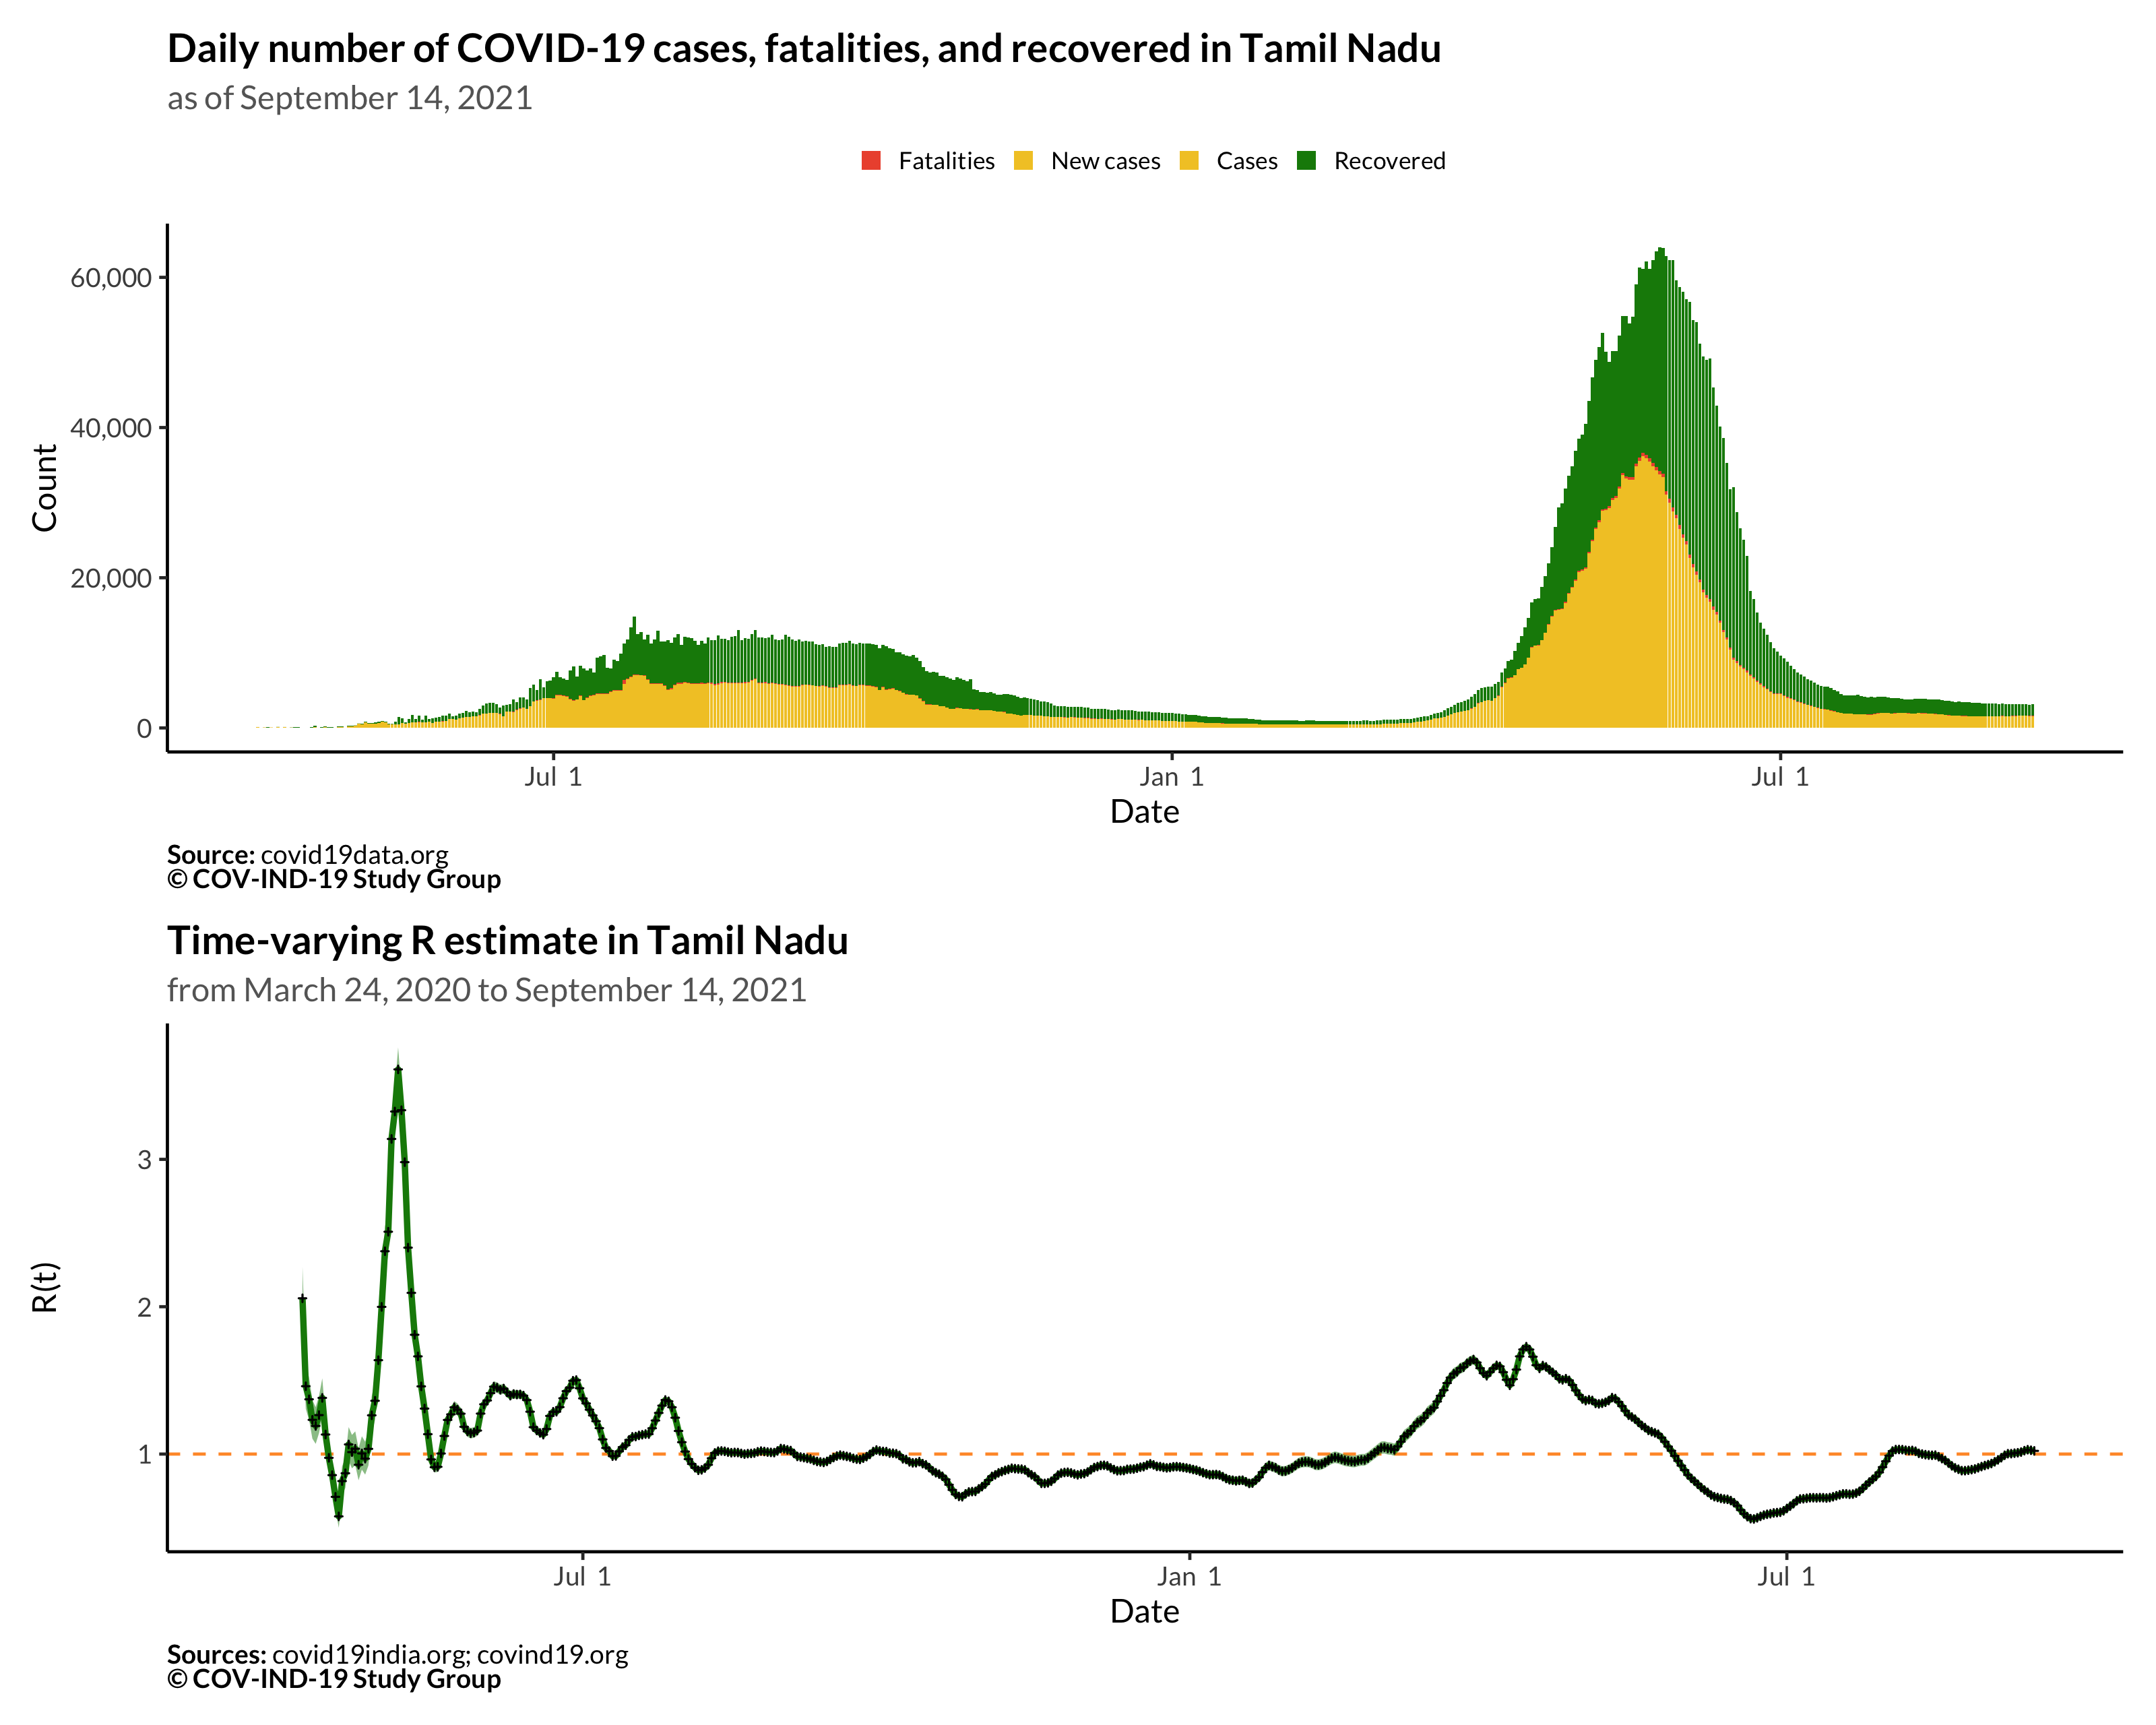 Daily number of COVID-19 cases, fatalities, and recovered in Tamil Nadu
as of September 14, 2021
Fatalities New cases Cases Recovered
60,000
40,000
20,000
0
Count
Jul 1 Jan 1 Jul 1
Date
Source: covid19data.org
© COV-IND-19 Study Group
Time-varying R estimate in Tamil Nadu
from March 24, 2020 to September 14, 2021
3
2
1
R(t)
Jul 1 Jan 1 Jul 1
Date
Sources: covid19india.org; covind19.org
© COV-IND-19 Study Group